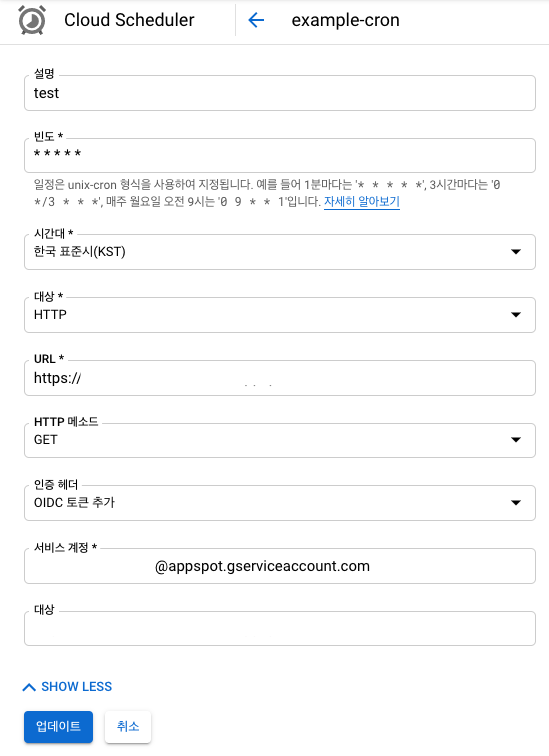 Cloud Scheduler
example-cron
설명
test
빈도 *
* * * * *
일정은 unix-cron 형식을 사용하여 지정됩니다. 예를 들어 1분마다는 '* * * * *', 3시간마다는 '0
*/3 * * *', 매주 월요일 오전 9시는 '0 9 * * 1'입니다. 자세히 알아보기
시간대 *
한국 표준시(KST)
대상 *
HTTP
URL *
https://
HTTP 메소드
GET
인증 헤더
OIDC 토큰 추가
서비스 계정 *
@appspot.gserviceaccount.com
대상
SHOW LESS
업데이트
취소